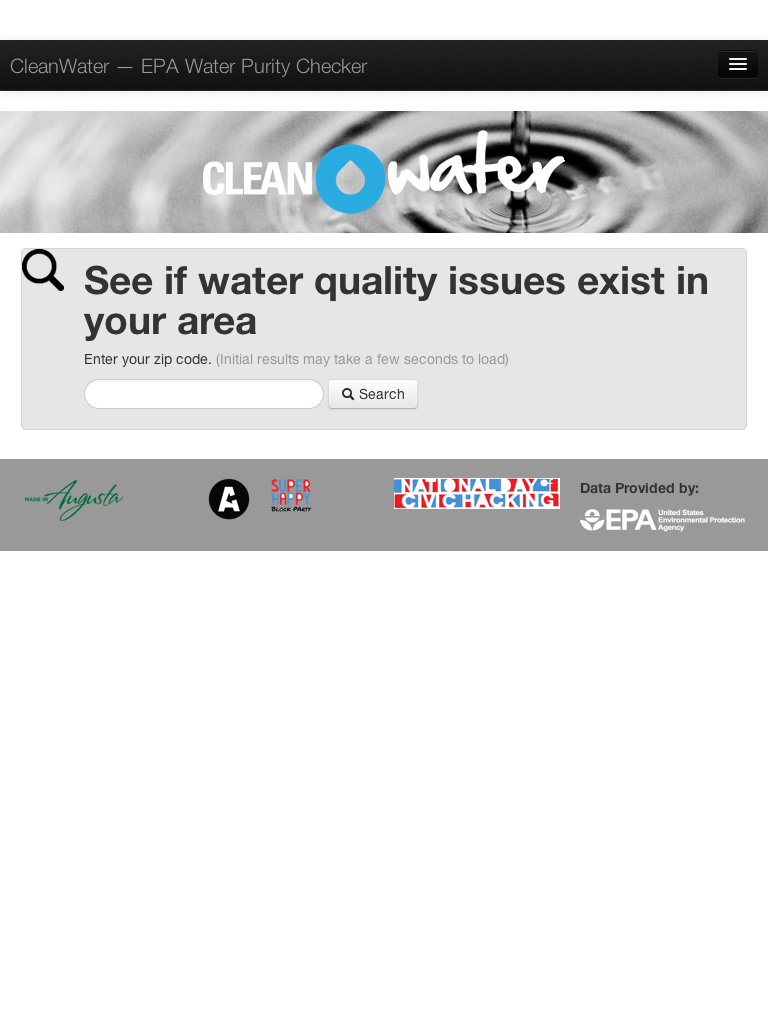 CleanWater — EPA Water Purity Checker
CLEAN water
See if water quality issues exist in
your area
Enter your zip code. (Initial results may take a few seconds to load)
Search
MADE IN Augusta
A
SUPER
HAPPY
BLOCK PARTY
NATIONAL DAY OF
CIVIC HACKING
Data Provided by:
EPA United States
Environmental Protection
Agency